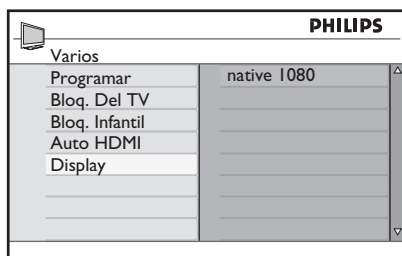 PHILIPS
Varios
Programar native 1080
Bloq. Del TV
Bloq. Infantil
Auto HDMI
Display